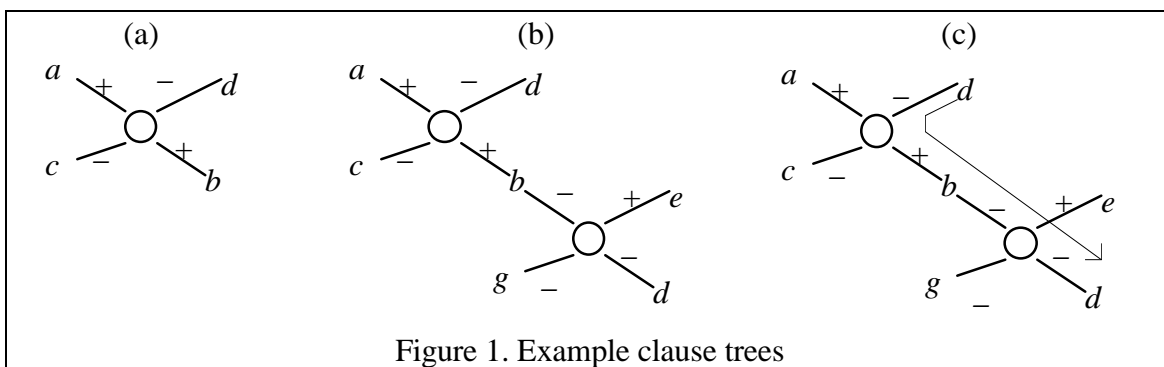 (a) (b) (c)
a + − d
c − + b
a + − d
c − + b − + e
g − − d
a + − d
c − + b − + e
g − − d
Figure 1. Example clause trees